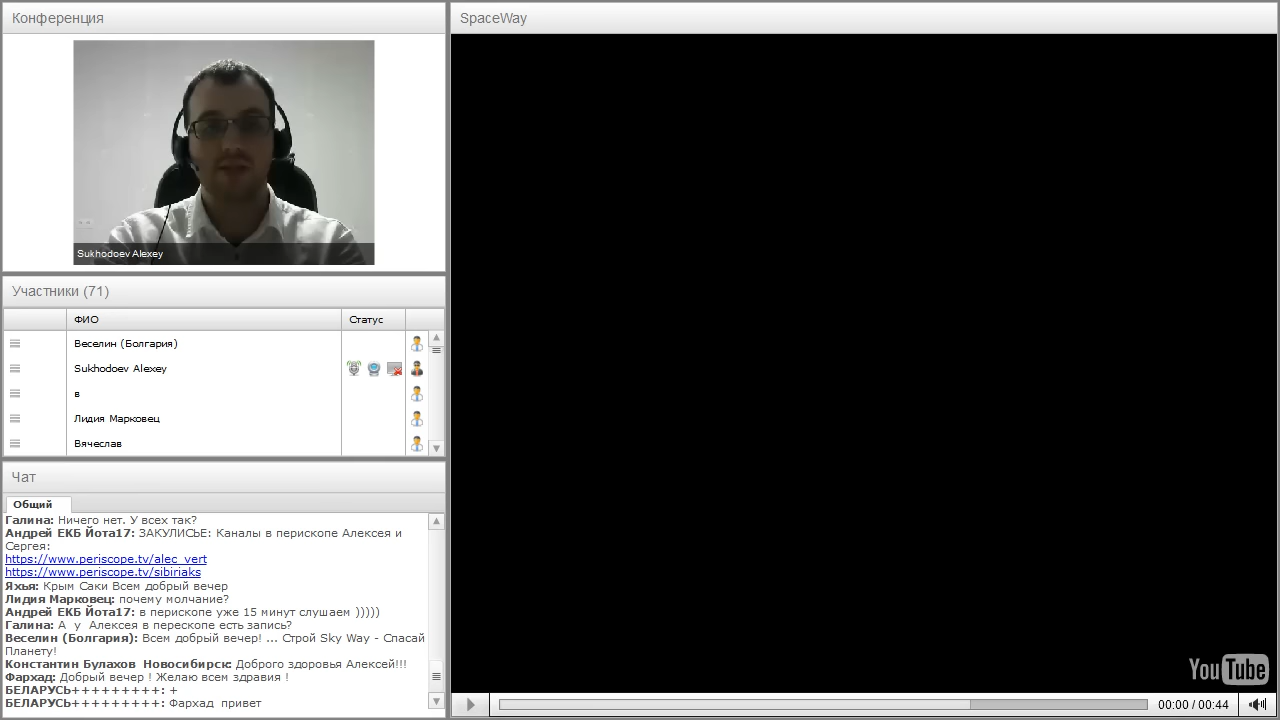 Конференция
Sukhodoev Alexey
Участники (71)
ФИО Статус
Веселин (Болгария)
Sukhodoev Alexey
в
Лидия Марковец
Вячеслав
Чат
Общий
Галина: Ничего нет. У всех так?
Андрей ЕКБ Йота17: ЗАКУЛИСЬЕ: Каналы в перископе Алексея и
Сергея:
https://www.periscope.tv/alec_vert
https://www.periscope.tv/sibiriaks
Яхья: Крым Саки Всем добрый вечер
Лидия Марковец: почему молчание?
Андрей ЕКБ Йота17: в перископе уже 15 минут слушаем )))))
Галина: А у Алексея в перескопе есть запись?
Веселин (Болгария): Всем добрый вечер! ... Строй Sky Way - Спасай
Планету!
Константин Булахов Новосибирск: Доброго здоровья Алексей!!!
Фархад: Добрый вечер ! Желаю всем здравия !
БЕЛАРУСЬ+++++++++: +
БЕЛАРУСЬ+++++++++: Фархад привет
SpaceWay
YouTube
00:00 / 00:44